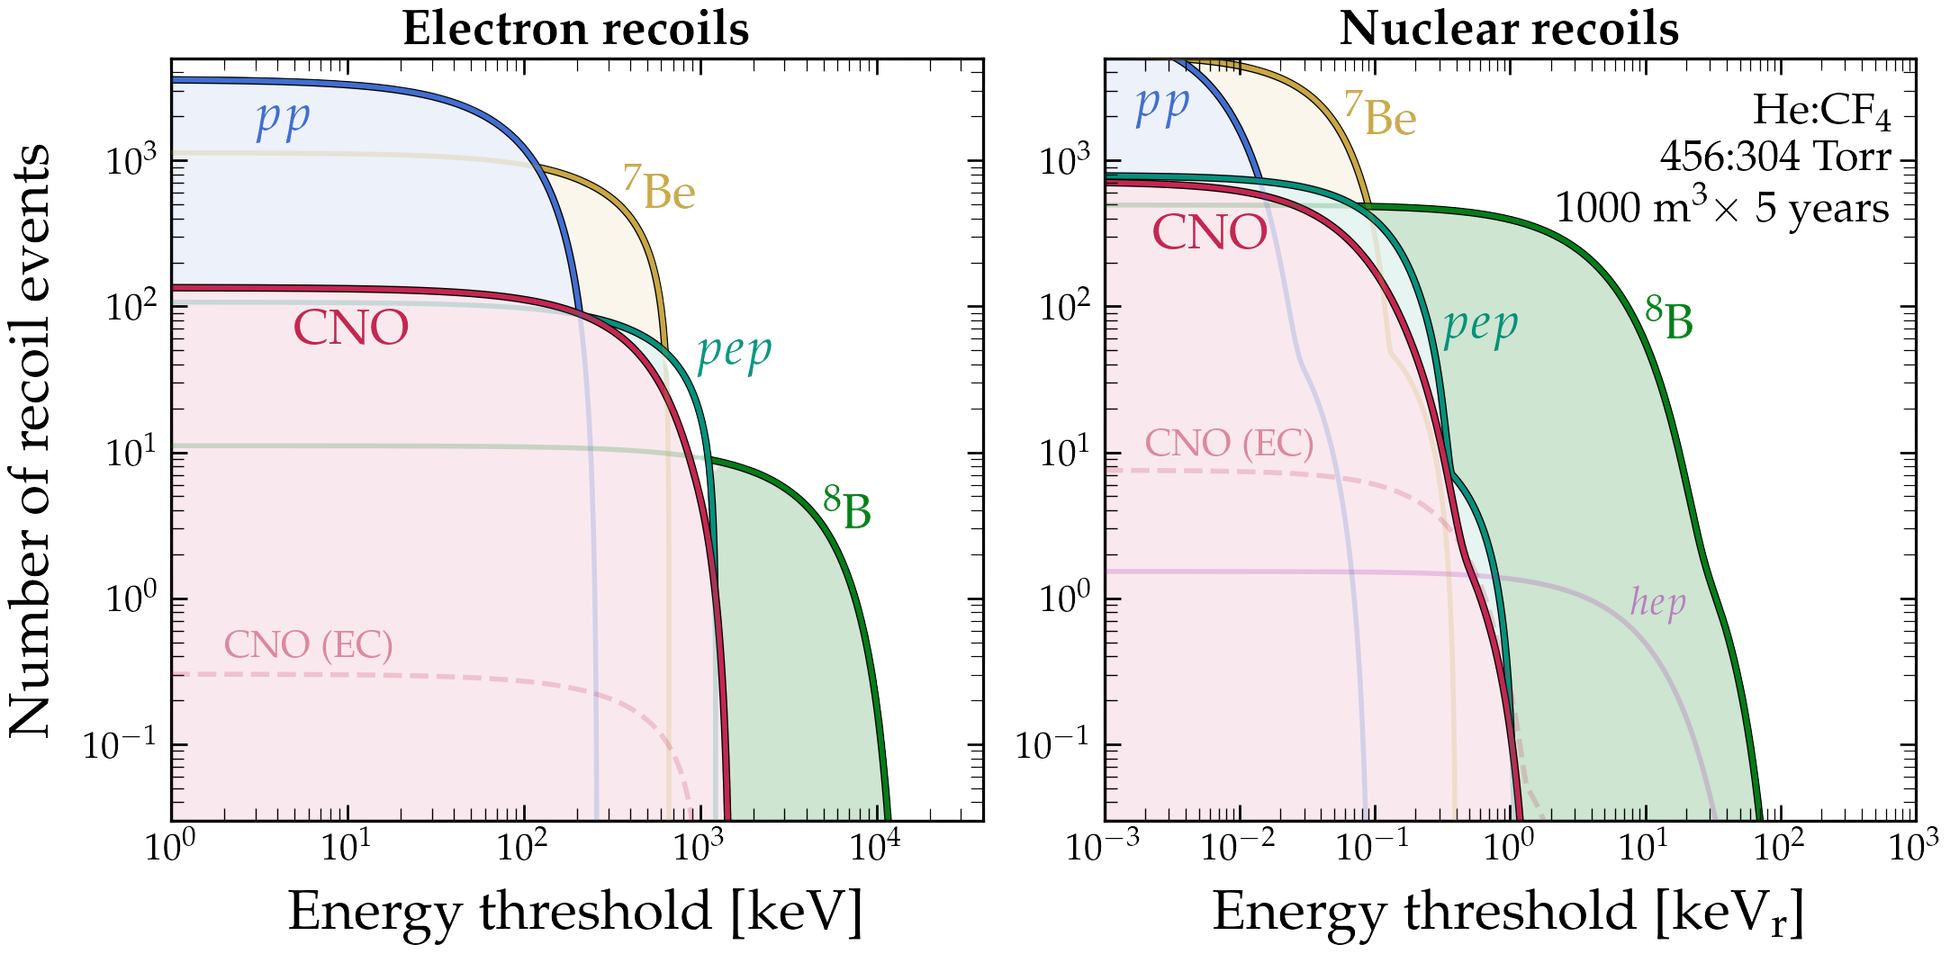 Electron recoils
Nuclear recoils
Number of recoil events
10³
10²
10¹
10⁰
10⁻¹
pp
⁷Be
CNO
pep
⁸B
CNO (EC)
10⁰ 10¹ 10² 10³ 10⁴
Energy threshold [keV]
10³
10²
10¹
10⁰
10⁻¹
He:CF₄
456:304 Torr
1000 m³× 5 years
pp
⁷Be
CNO
pep
⁸B
CNO (EC)
hep
10⁻³ 10⁻² 10⁻¹ 10⁰ 10¹ 10² 10³
Energy threshold [keVᵣ]